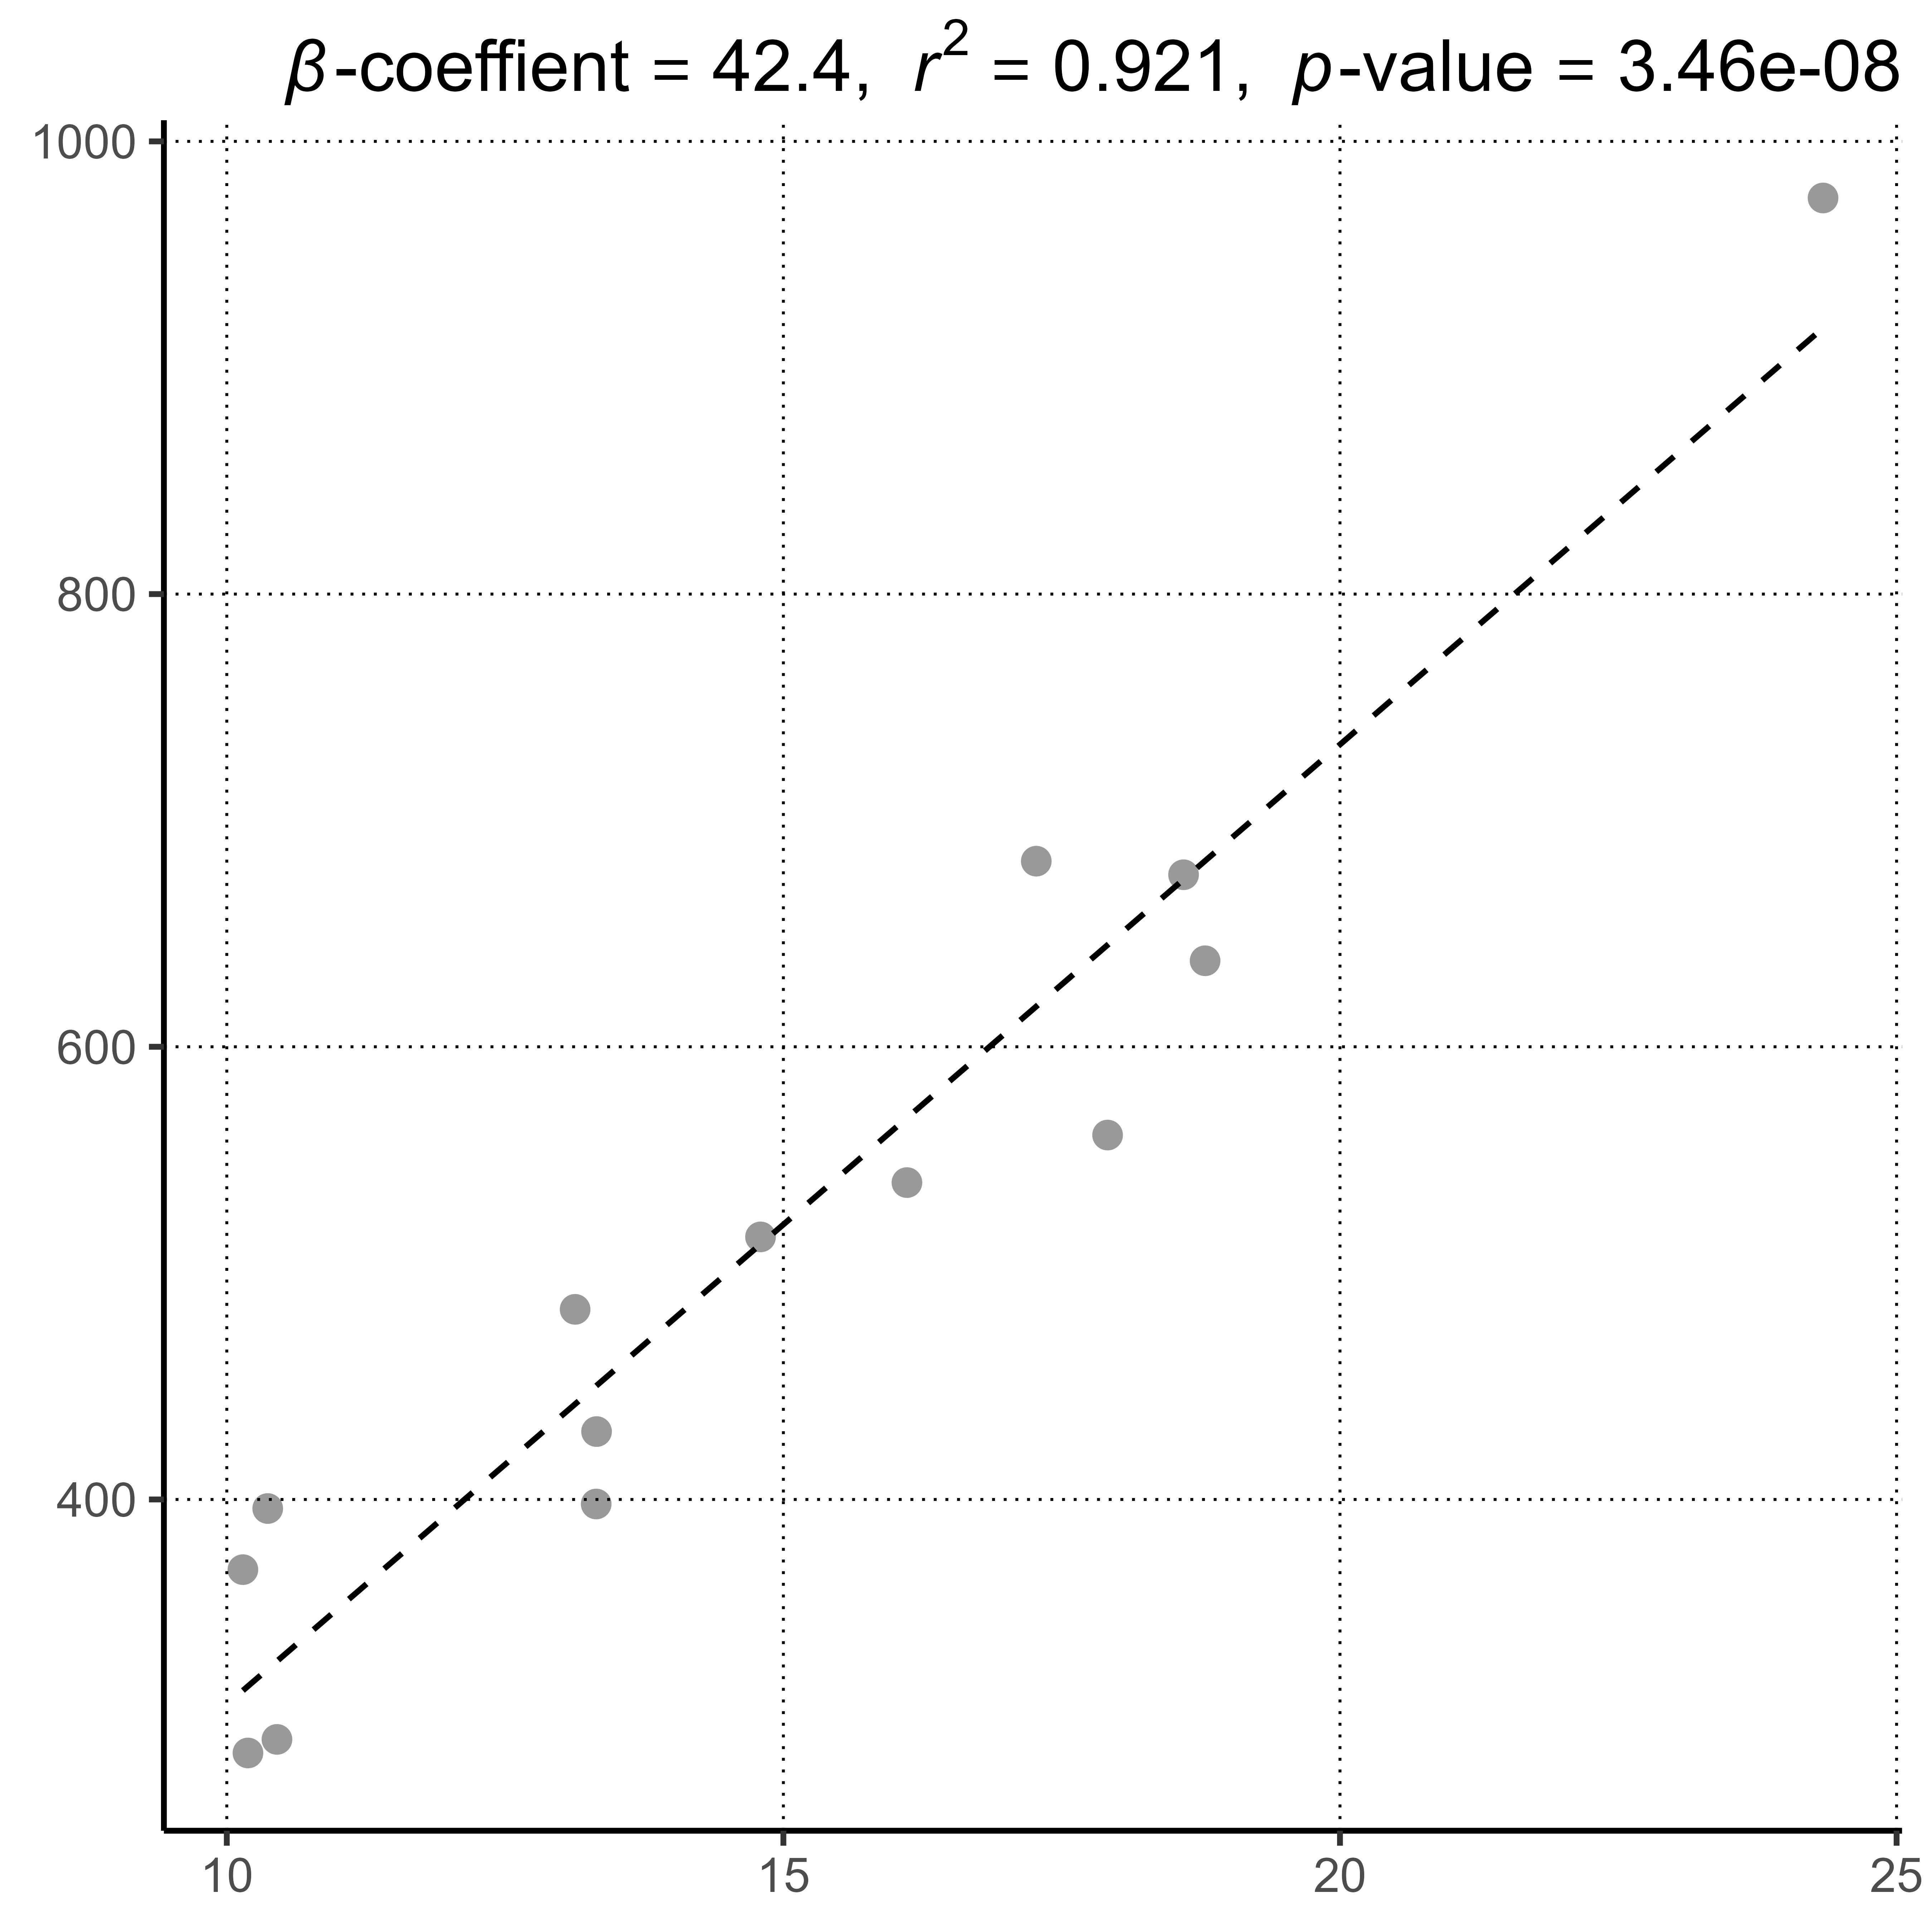 β-coeffient = 42.4, r² = 0.921, p-value = 3.46e-08
1000
800
600
400
10 15 20 25